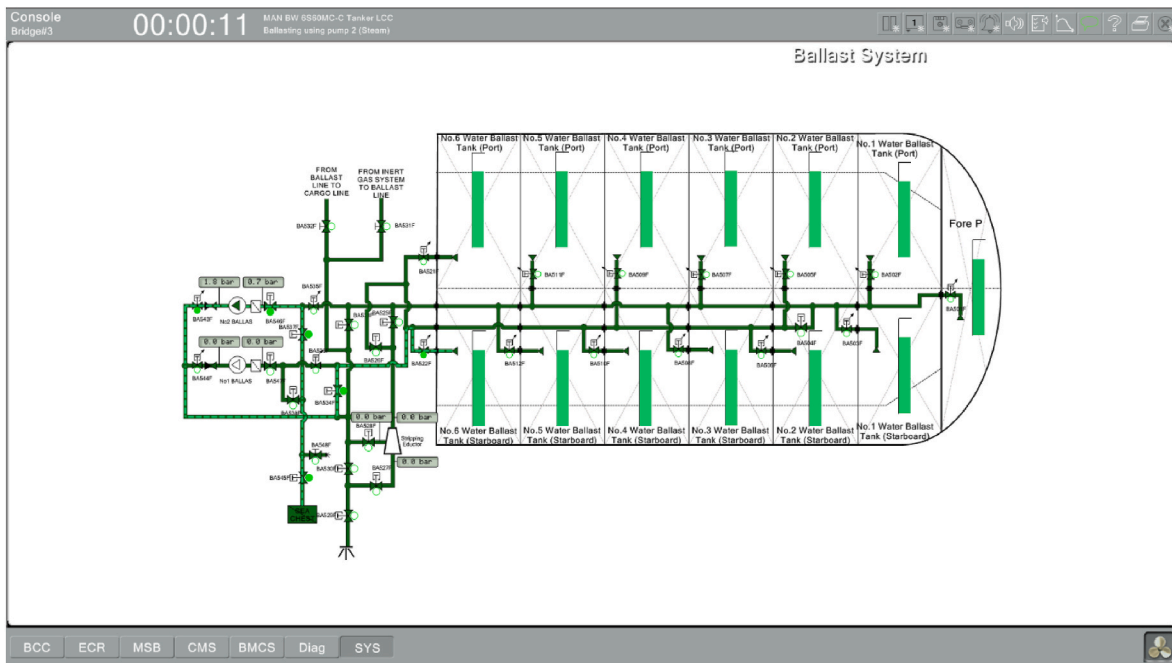 Console
Bridge#3
00:00:11
MAN BW 6S60MC-C Tanker LCC
Ballasting using pump 2 (Steam)
Ballast System
No.6 Water Ballast
Tank (Port)
No.5 Water Ballast
Tank (Port)
No.4 Water Ballast
Tank (Port)
No.3 Water Ballast
Tank (Port)
No.2 Water Ballast
Tank (Port)
No.1 Water Ballast
Tank (Port)
FROM
BALLAST
LINE TO
CARGO LINE
FROM INERT
GAS SYSTEM
TO BALLAST
LINE
Fore P
BA532F
BA531F
BA521F
BA511F
BA509F
BA507F
BA505F
BA502F
1.8 bar
0.7 bar
BA535F
BA543F
No2 BALLAS
BA546F
BA537F
BA525F
BA526F
BA522F
BA512F
BA510F
BA508F
BA506F
BA504F
BA503F
0.0 bar
0.0 bar
BA544F
No1 BALLAS
BA534F
0.0 bar
0.0 bar
BA528F
Stripping
Eductor
0.0 bar
BA527F
BA530F
BA545F
SEA
CHEST
No.6 Water Ballast
Tank (Starboard)
No.5 Water Ballast
Tank (Starboard)
No.4 Water Ballast
Tank (Starboard)
No.3 Water Ballast
Tank (Starboard)
No.2 Water Ballast
Tank (Starboard)
No.1 Water Ballast
Tank (Starboard)
BCC
ECR
MSB
CMS
BMCS
Diag
SYS